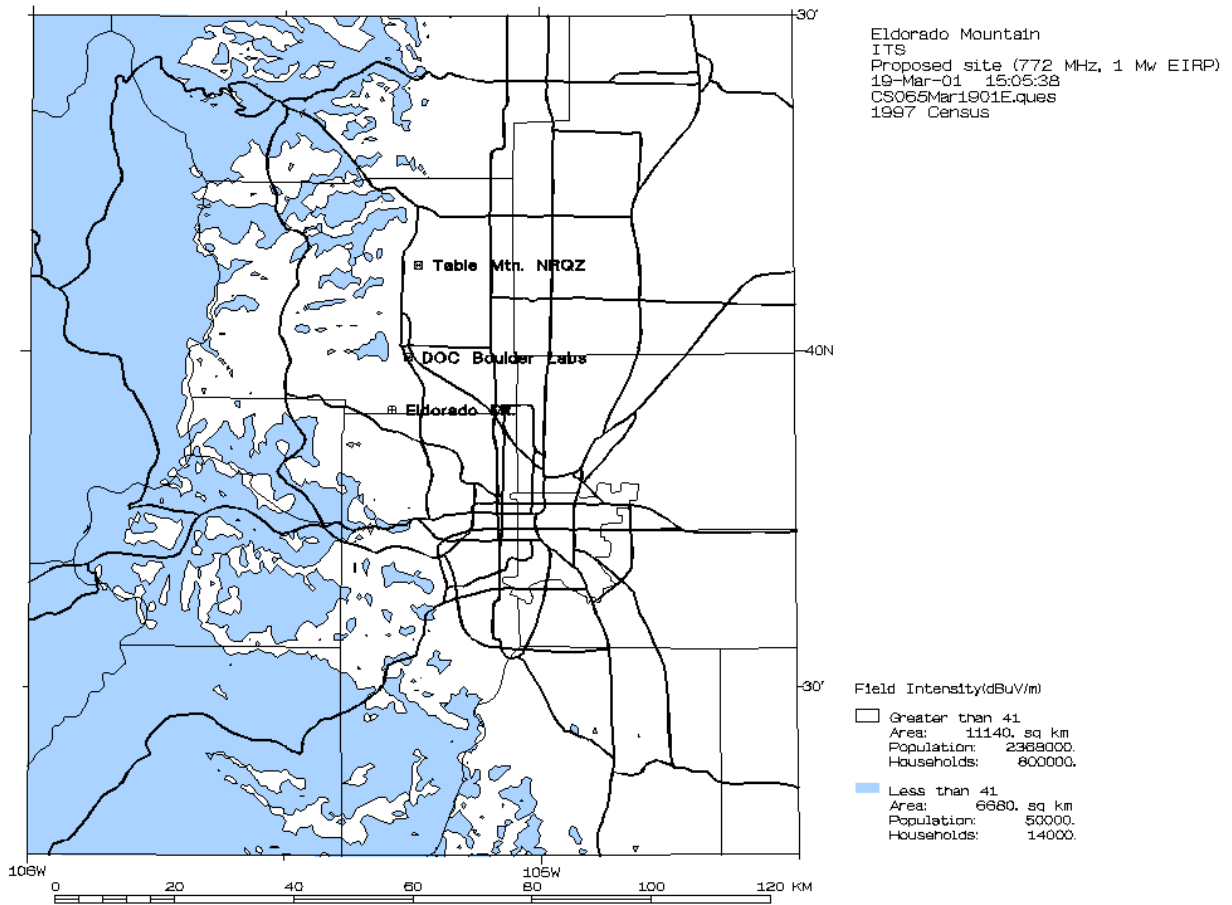 30'
Eldorado Mountain
ITS
Proposed site (772 MHz, 1 Mw EIRP)
19-Mar-01 15:05:38
CS065Mar1901E.ques
1997 Census
Table Mtn. NRQZ
40N
DOC Boulder Labs
Eldorado Mt.
30'
Field Intensity(dBuV/m)
Greater than 41
Area: 11140. sq km
Population: 2368000.
Households: 800000.
Less than 41
Area: 6680. sq km
Population: 50000.
Households: 14000.
106W
105W
0 20 40 60 80 100 120 KM